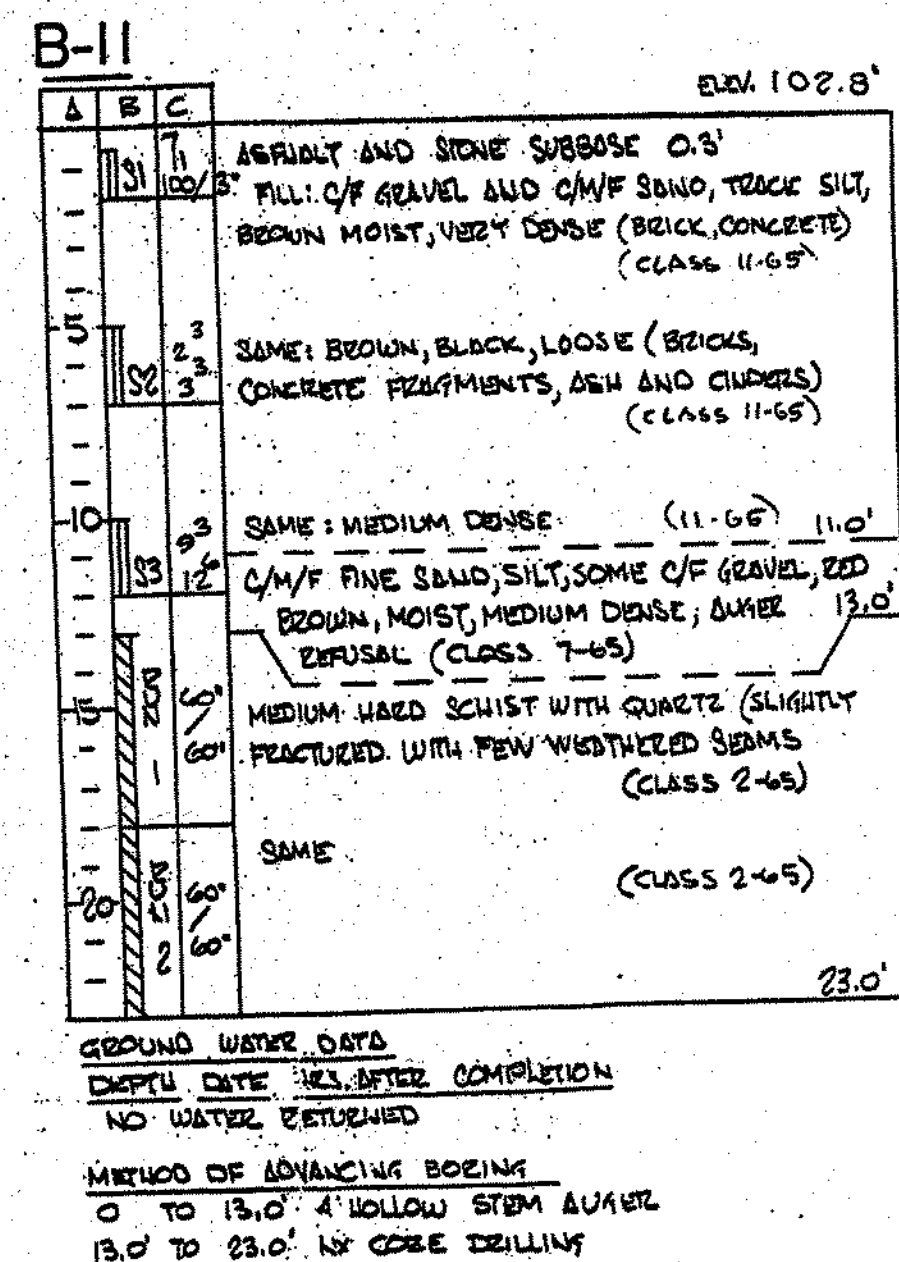 B-11
ELEV. 102.8'
A B C
S1 7 11 100/3"
ASPHALT AND STONE SUBBASE 0.3'
FILL: C/F GRAVEL AND C/M/F SAND, TRACE SILT,
BROWN MOIST, VERY DENSE (BRICK, CONCRETE)
(CLASS 11-65)
5
S2 3 2 3 3
SAME: BROWN, BLACK, LOOSE (BRICKS,
CONCRETE FRAGMENTS, ASH AND CINDERS)
(CLASS 11-65)
10
S3 3 9 6 12
SAME: MEDIUM DENSE (11-65) 11.0'
C/M/F FINE SAND, SILT, SOME C/F GRAVEL, RED
BROWN, MOIST, MEDIUM DENSE; AUGER 13.0'
REFUSAL (CLASS 7-65)
15
RUN 1 60"/60"
MEDIUM HARD SCHIST WITH QUARTZ (SLIGHTLY
FRACTURED. WITH FEW WEATHERED SEAMS
(CLASS 2-65)
SAME
(CLASS 2-65)
20
RUN 2 60"/60"
23.0'
GROUND WATER DATA
DEPTH DATE HRS. AFTER COMPLETION
NO WATER RETURNED
METHOD OF ADVANCING BORING
0 TO 13.0' 4" HOLLOW STEM AUGER
13.0' TO 23.0' NX CORE DRILLING